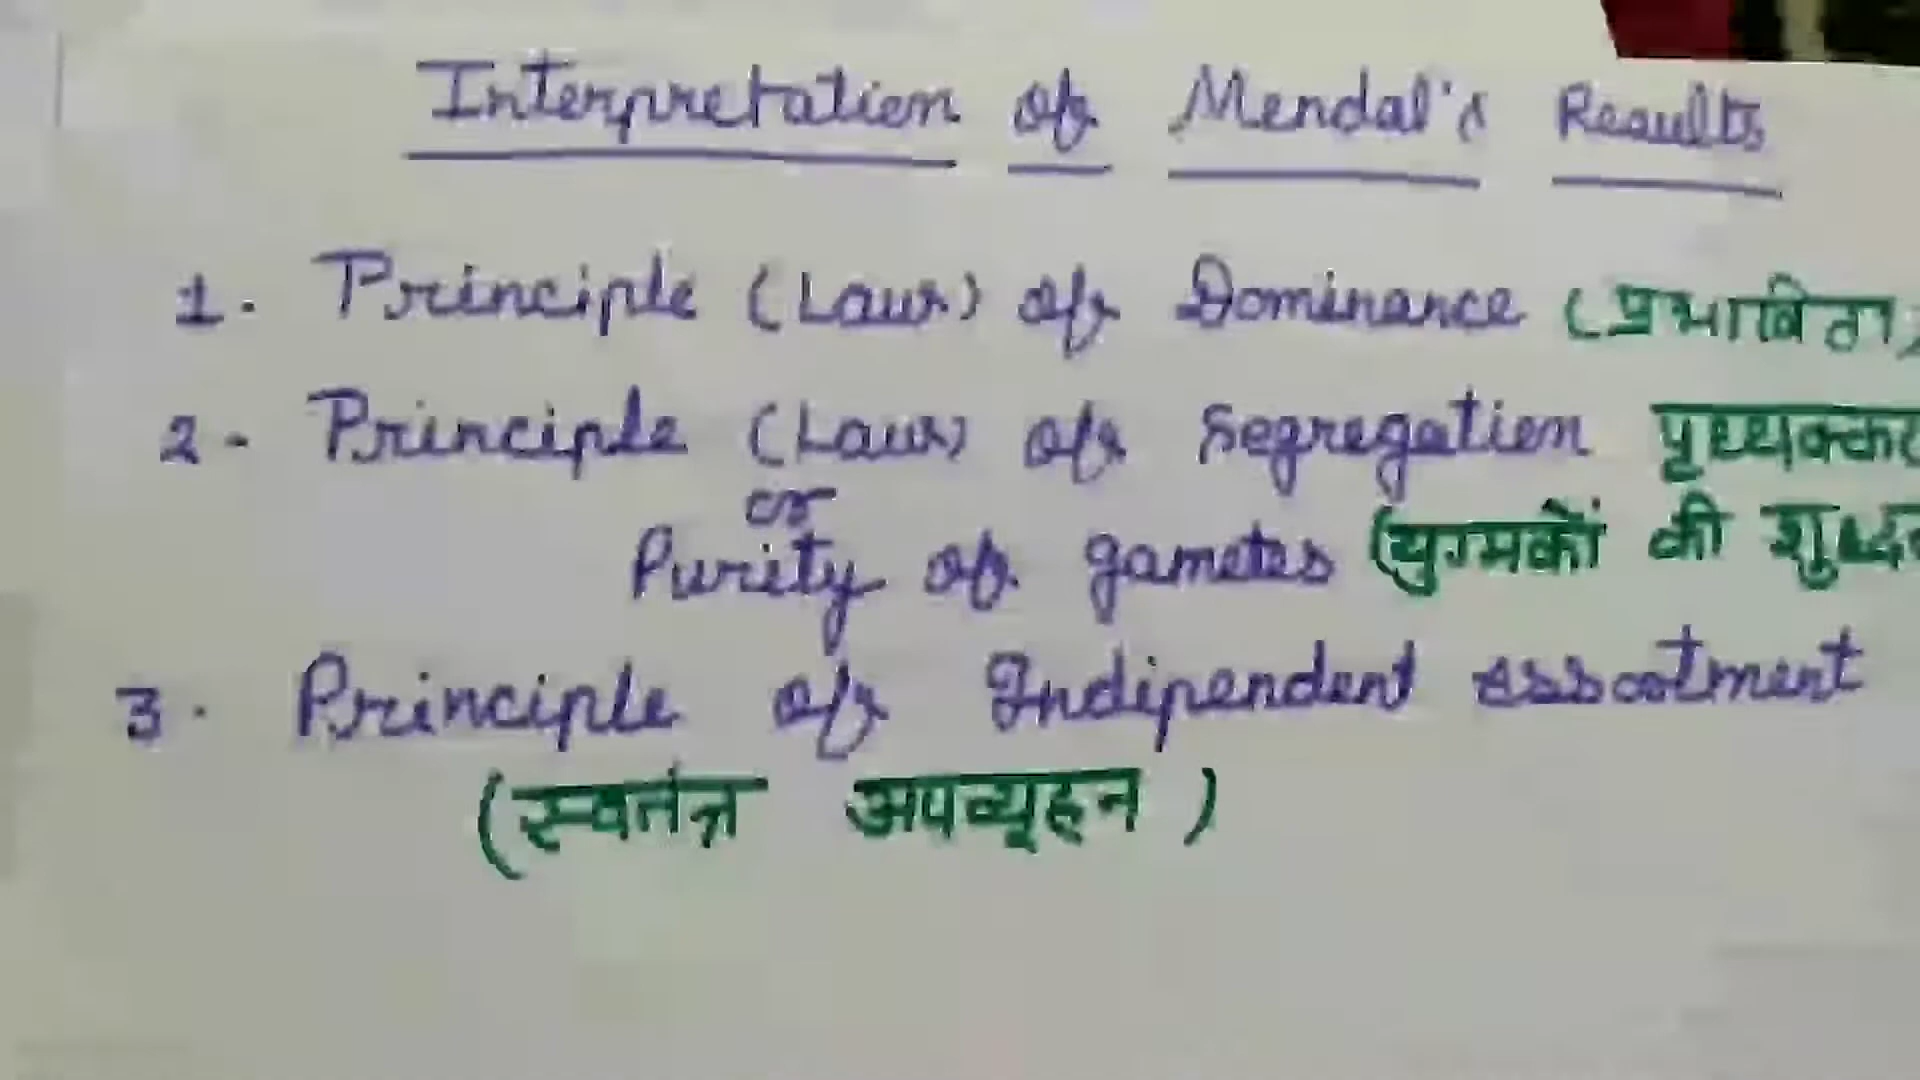 Interpretation of Mendal's Results
1. Principle (Law) of Dominance (प्रभाविता)
2- Principle (Law) of Segregation
or
Purity of gametes (युग्मकों की
3. Principle of Indipendent assortment
(स्वतंत्र अपव्यूहन)